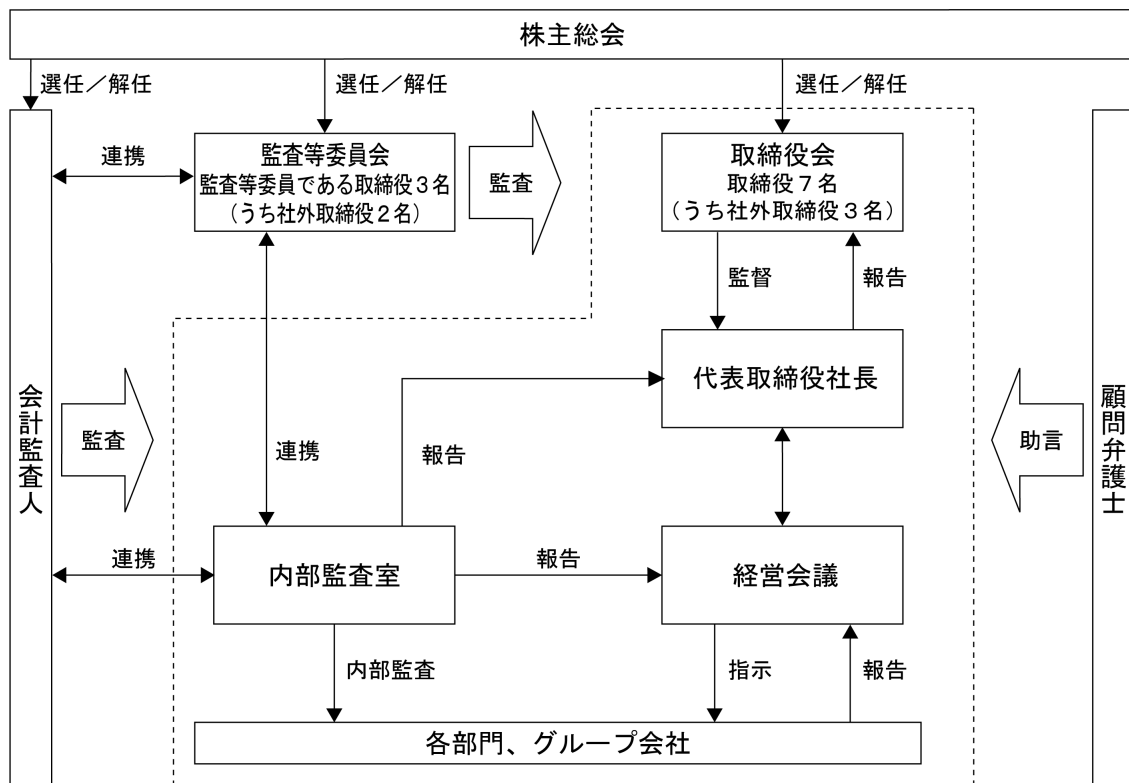 株主総会
選任／解任
選任／解任
選任／解任
連携
監査等委員会
監査等委員である取締役３名
（うち社外取締役２名）
監査
取締役会
取締役７名
（うち社外取締役３名）
監督
報告
代表取締役社長
会計監査人
監査
連携
報告
助言
顧問弁護士
連携
内部監査室
報告
経営会議
内部監査
指示
報告
各部門、グループ会社